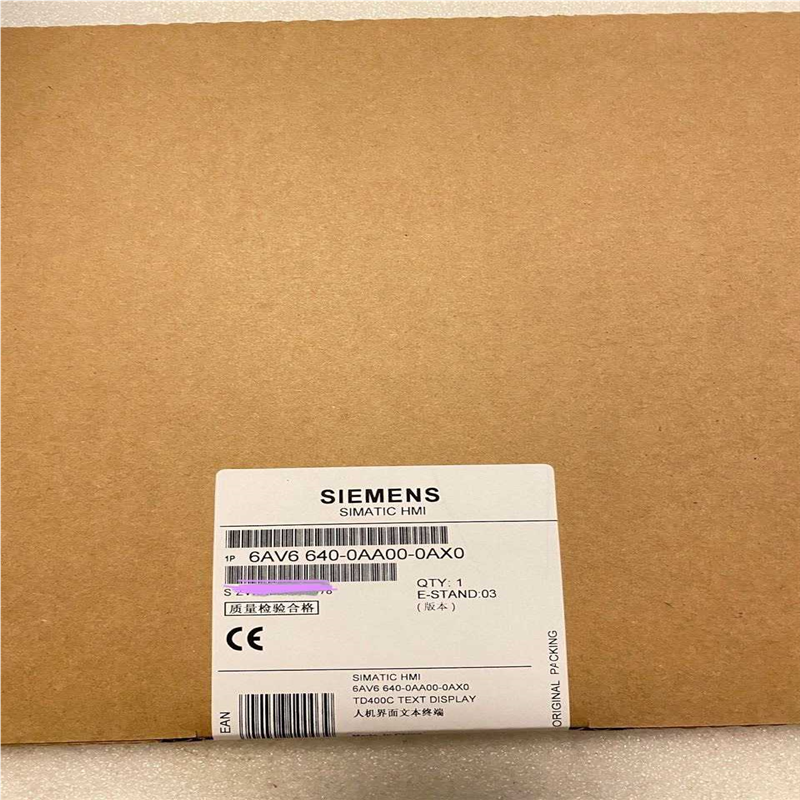 SIEMENS
SIMATIC HMI
1P 6AV6 640-0AA00-0AX0
QTY: 1
E-STAND:03
(版本)
质量检验合格
CE
SIMATIC HMI
6AV6 640-0AA00-0AX0
TD400C TEXT DISPLAY
人机界面文本终端
EAN
ORIGINAL PACKING